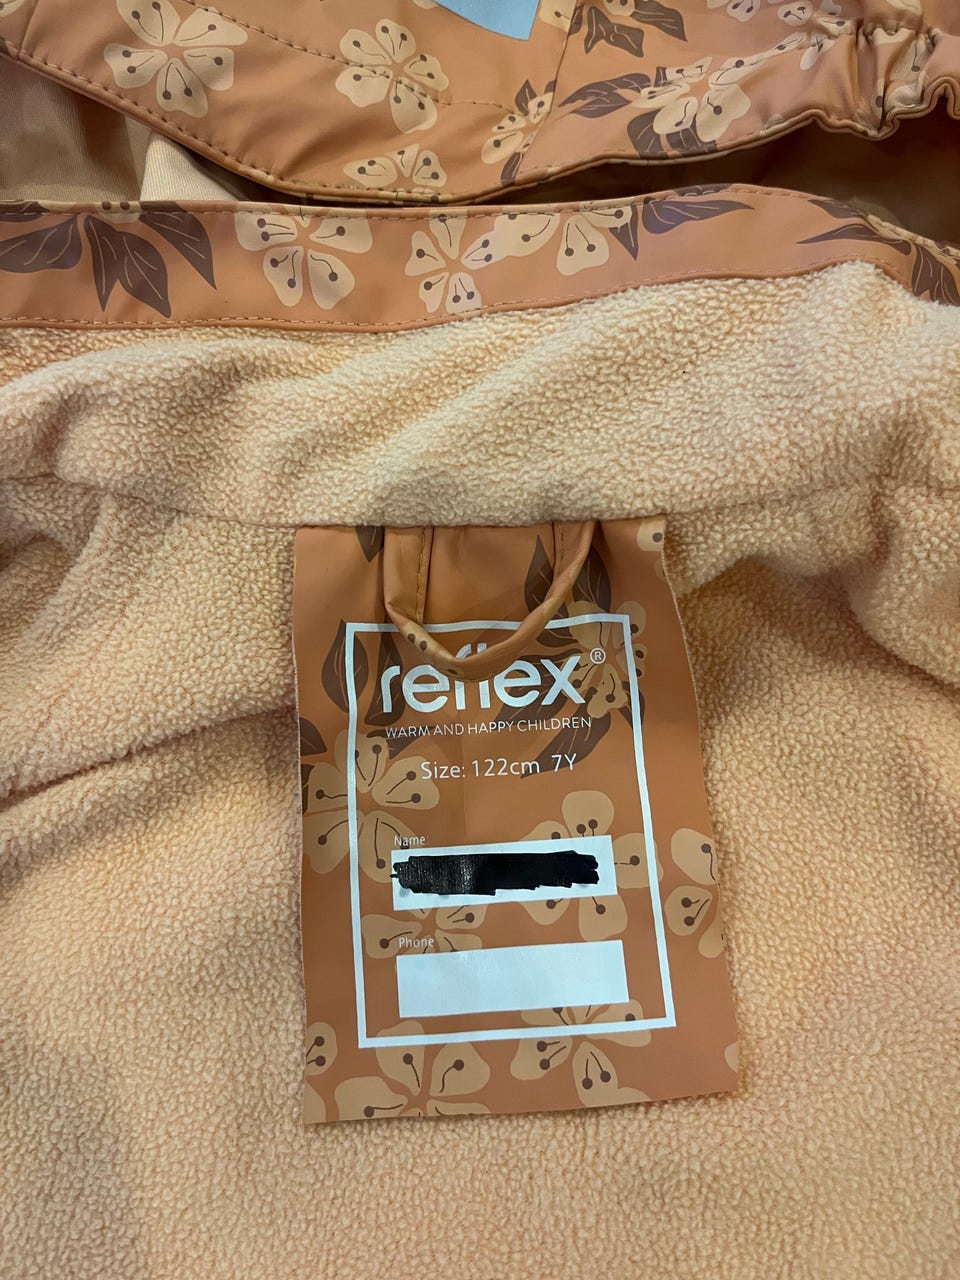 reflex®
WARM AND HAPPY CHILDREN
Size: 122cm 7Y
Name:
Phone